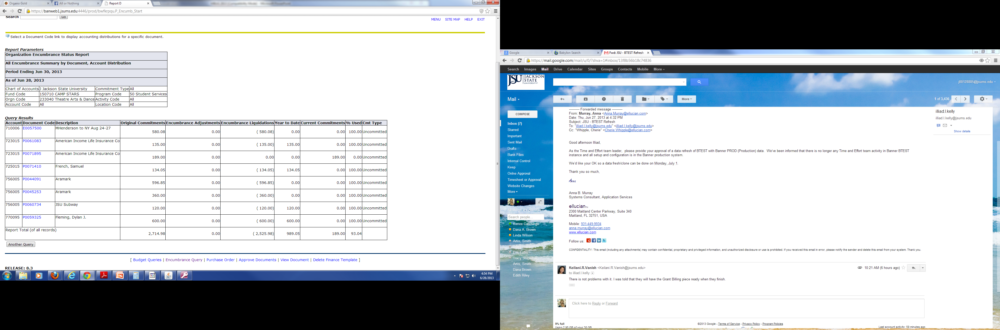 Organo Gold
All or Nothing
Report D
https://banweb1.jsums.edu:4446/prod/bwfkrpqu.P_Encumb_Start
Search Go
MENU SITE MAP HELP EXIT
Select a Document Code link to display accounting distributions for a specific document.
Report Parameters
Organization Encumbrance Status Report
All Encumbrance Summary by Document, Account Distribution
Period Ending Jun 30, 2013
As of Jun 28, 2013
Chart of Accounts J Jackson State University Commitment Type All
Fund Code 150710 CAMP STARS Program Code 50 Student Services
Orgn Code 233040 Theatre Arts & Dance Activity Code All
Account Code All Location Code All
Query Results
Account Document Code Description Original Commitments Encumbrance Adjustments Encumbrance Liquidations Year to Date Current Commitments % Used Cmt Type
710006 E0057500 MHenderson to NY Aug 24-27 580.08 0.00 ( 580.08) 0.00 0.00 100.00 Uncommitted
723015 P0061083 American Income Life Insurance Co 135.00 0.00 ( 135.00) 135.00 0.00 100.00 Uncommitted
723015 P0071895 American Income Life Insurance Co 189.00 0.00 0.00 0.00 189.00 0.00 Uncommitted
725015 P0071410 French, Samuel 134.05 0.00 ( 134.05) 134.05 0.00 100.00 Uncommitted
756005 P0044091 Aramark 596.85 0.00 ( 596.85) 0.00 0.00 100.00 Uncommitted
756005 P0045253 Aramark 360.00 0.00 ( 360.00) 0.00 0.00 100.00 Uncommitted
756005 P0060734 JSU Subway 120.00 0.00 ( 120.00) 120.00 0.00 100.00 Uncommitted
770095 P0059325 Fleming, Dylan J. 600.00 0.00 ( 600.00) 600.00 0.00 100.00 Uncommitted
Report Total (of all records) 2,714.98 0.00 ( 2,525.98) 989.05 189.00 93.04
Another Query
[ Budget Queries | Encumbrance Query | Purchase Order | Approve Documents | View Document | Delete Finance Template ]
RELEASE: 8.3
4:54 PM
6/28/2013
Google
Babylon Search
Fwd: JSU - BTEST Refresh
https://mail.google.com/mail/u/0/?shva=1#inbox/13f8b56b18c74836
Search Images Mail Drive Calendar Sites Groups Contacts Mobile More
JSU JACKSON
STATE
UNIVERSITY
j00128805@jsums.edu
Mail
More
1 of 3,436
COMPOSE
Inbox (7)
Starred
Important
Sent Mail
Drafts
Bank Files
Internal Control
Keep
Onlne Approval
Timesheet or Approval
Website Changes
More
Search people...
Renee Catchings
Dana A. Brown
Linda Wilson
Artis, Smith
Eric Lollis
Tracy Stapleton
Artis, Smith
Dana Brown
Edith Riley
---------- Forwarded message ----------
From: Murray, Anna <Anna.Murray@ellucian.com>
Date: Thu, Jun 27, 2013 at 4:32 PM
Subject: JSU - BTEST Refresh
To: "illiad.l.kelly@jsums.edu" <illiad.l.kelly@jsums.edu>
Cc: "Whipple, Cherie" <Cherie.Whipple@ellucian.com>
Good afternoon Illiad,
As the Time and Effort team leader, please provide your approval of a data refresh of BTEST with Banner PROD (Production) data. We've been informed that there is no longer any Time and Effort team activity in Banner BTEST
instance and all setup and configuration is in the Banner production system.
We'd like your OK so a data fresh/clone can be done on Monday, July 1.
Thank you so much,
Anna
Anna B. Murray
Systems Consultant, Application Services
ellucian
2300 Maitland Center Parkway, Suite 340
Maitland, FL 32751, USA
Mobile: 931-449-9934
anna.murray@ellucian.com
www.ellucian.com
Follow us:
CONFIDENTIALITY: This email (including any attachments) may contain confidential, proprietary and privileged information, and unauthorized disclosure or use is prohibited. If you received this email in error, please notify the sender and delete this email from your system. Thank you.
Keilani.R.Vanish <Keilani.R.Vanish@jsums.edu>
10:21 AM (6 hours ago)
to illiad.l.kelly
There is not problems with it. I was told that they will have the Grant Billing piece ready when they finish.
Click here to Reply or Forward
9% full
Using 2.95 GB of your 30 GB
©2013 Google - Terms of Service - Privacy Policy - Program Policies
Last account activity: 59 minutes ago
illiad.l.kelly
illiad.l.kelly@jsums.edu
Show details